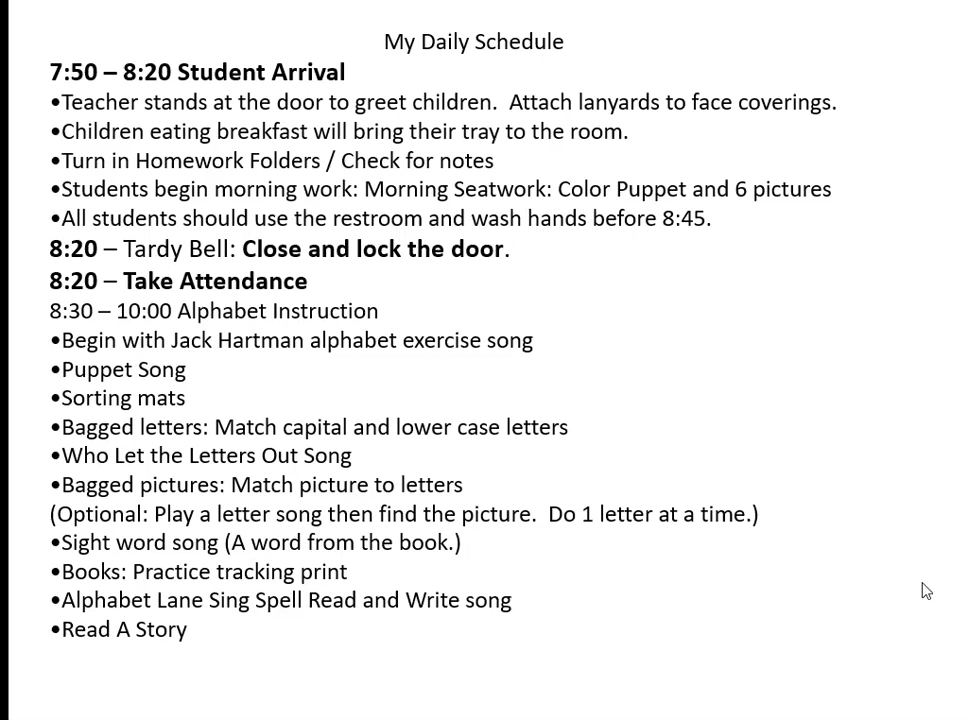 My Daily Schedule
7:50 – 8:20 Student Arrival
•Teacher stands at the door to greet children.  Attach lanyards to face coverings.
•Children eating breakfast will bring their tray to the room.
•Turn in Homework Folders / Check for notes
•Students begin morning work: Morning Seatwork: Color Puppet and 6 pictures
•All students should use the restroom and wash hands before 8:45.
8:20 – Tardy Bell: Close and lock the door.
8:20 – Take Attendance
8:30 – 10:00 Alphabet Instruction
•Begin with Jack Hartman alphabet exercise song
•Puppet Song
•Sorting mats
•Bagged letters: Match capital and lower case letters
•Who Let the Letters Out Song
•Bagged pictures: Match picture to letters
(Optional: Play a letter song then find the picture.  Do 1 letter at a time.)
•Sight word song (A word from the book.)
•Books: Practice tracking print
•Alphabet Lane Sing Spell Read and Write song
•Read A Story